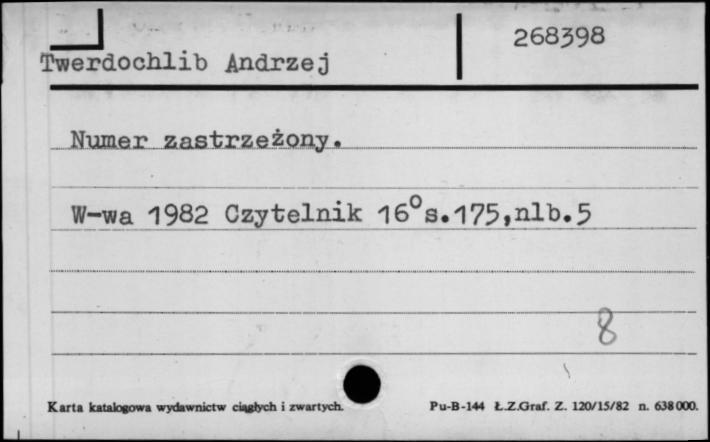 268398
Twerdochlib Andrzej
Numer zastrzeżony.
W-wa 1982 Czytelnik 16° s.175,nlb.5
8
Karta katalogowa wydawnictw ciągłych i zwartych. Pu-B-144 Ł.Z.Graf. Z. 120/15/82 n. 638000.